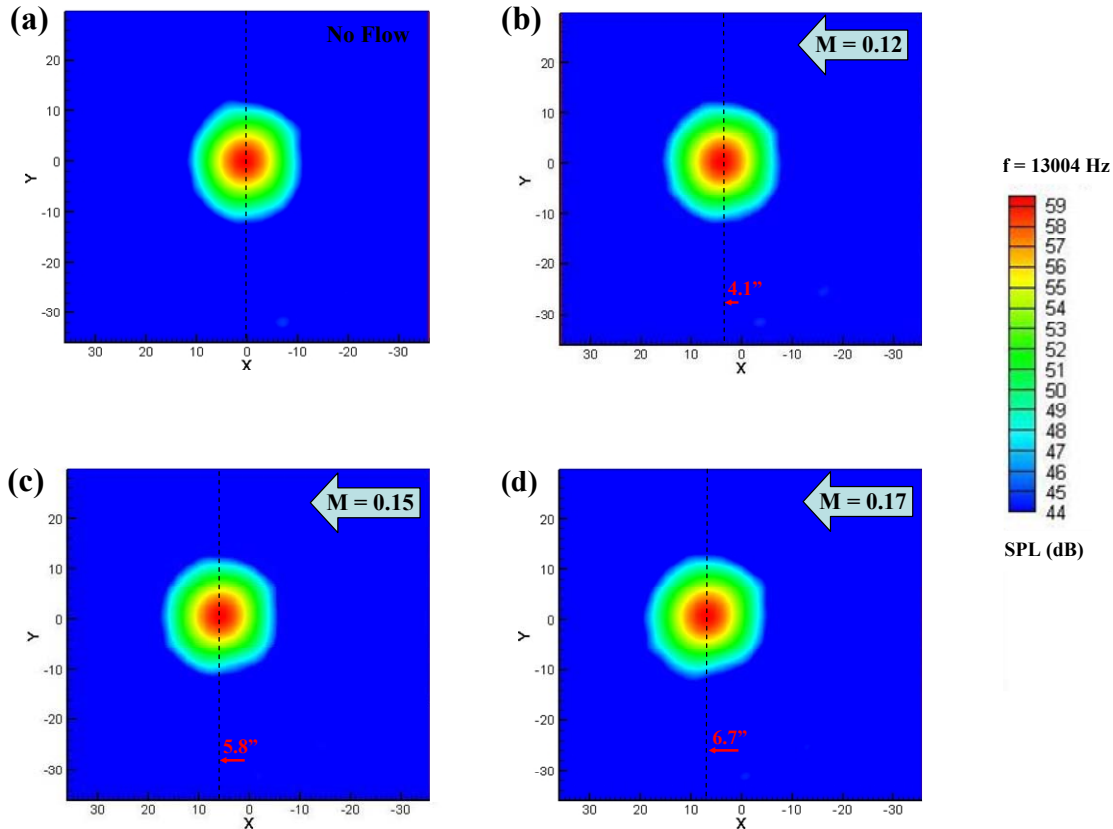 (a)
No Flow
20
10
0
-10
-20
-30
Y
30 20 10 0 -10 -20 -30
X
(b)
M = 0.12
20
10
0
-10
-20
-30
Y
4.1”
30 20 10 0 -10 -20 -30
X
f = 13004 Hz
59
58
57
56
55
54
53
52
51
50
49
48
47
46
45
44
SPL (dB)
(c)
M = 0.15
20
10
0
-10
-20
-30
Y
5.8”
30 20 10 0 -10 -20 -30
X
(d)
M = 0.17
20
10
0
-10
-20
-30
Y
6.7”
30 20 10 0 -10 -20 -30
X